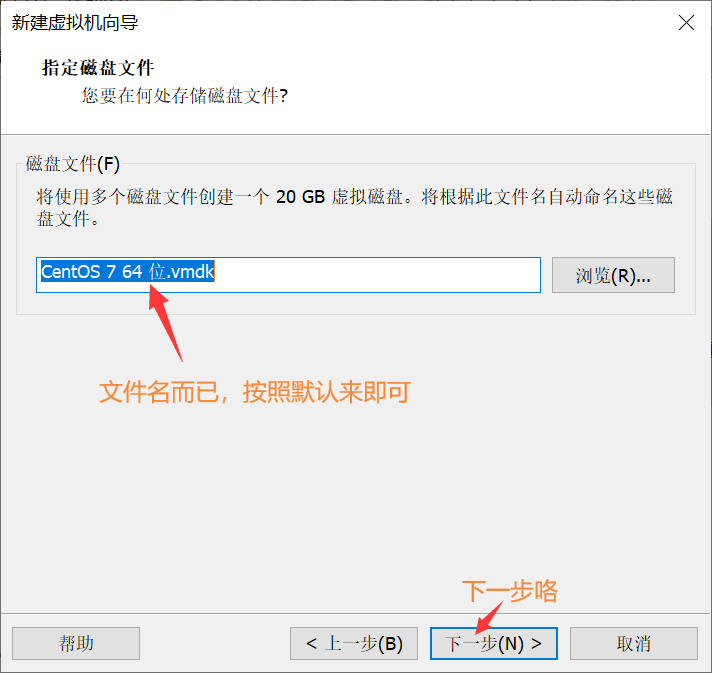 新建虚拟机向导
指定磁盘文件
您要在何处存储磁盘文件?
磁盘文件(F)
将使用多个磁盘文件创建一个 20 GB 虚拟磁盘。将根据此文件名自动命名这些磁
盘文件。
CentOS 7 64 位.vmdk
浏览(R)...
文件名而已，按照默认来即可
下一步咯
帮助
< 上一步(B)
下一步(N) >
取消